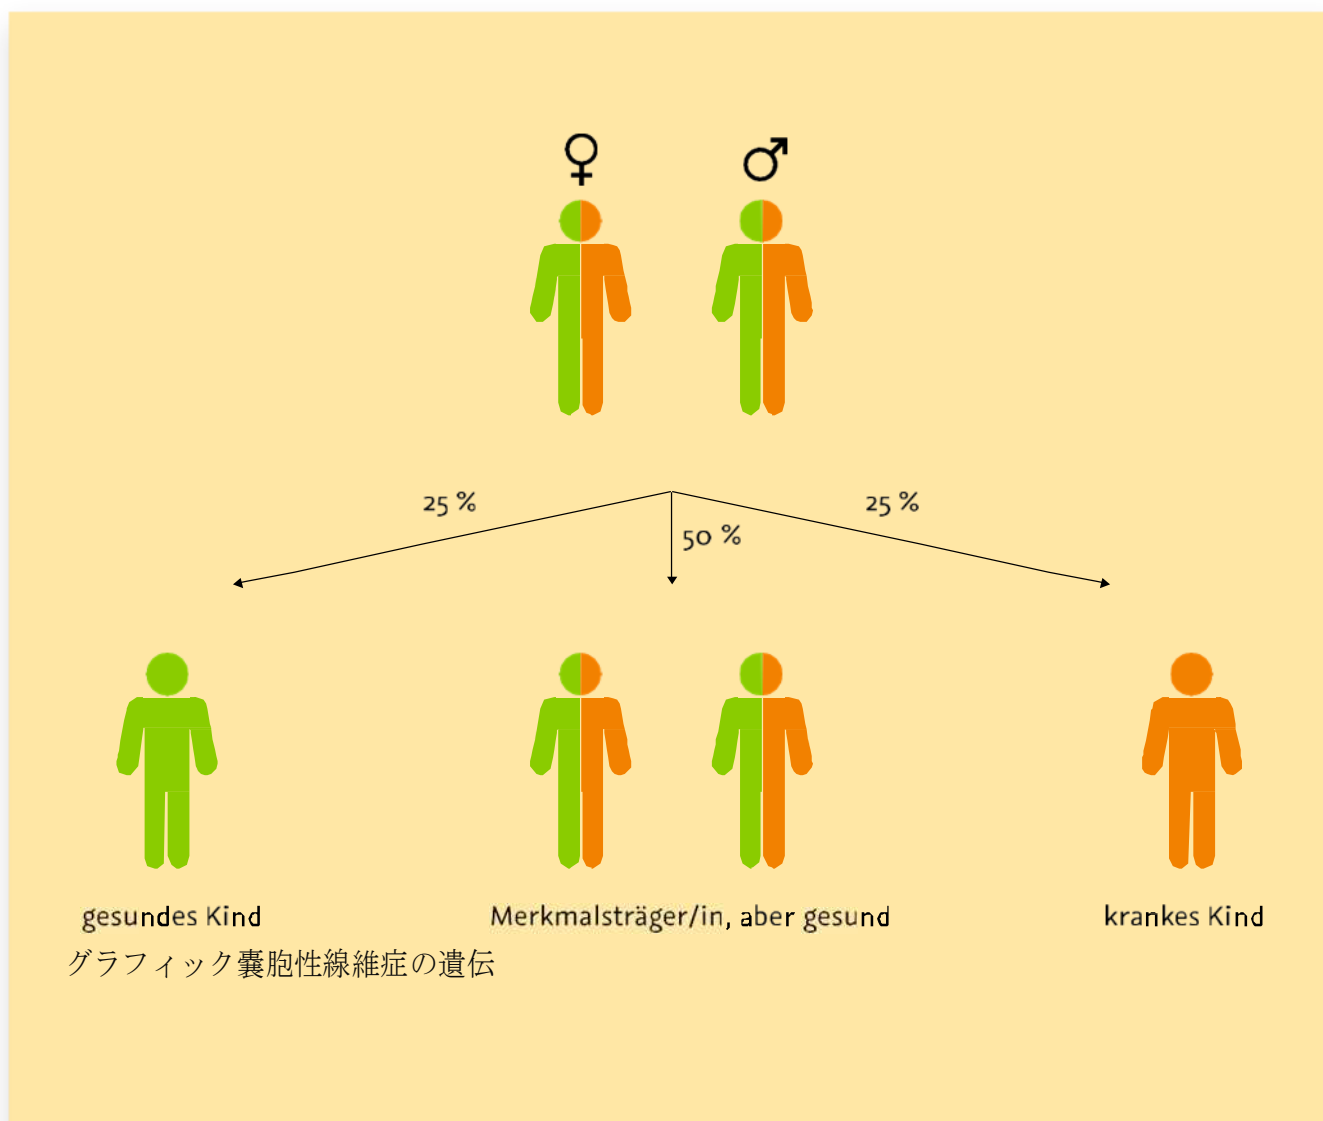 ♀ ♂
25 %
25 %
50 %
gesundes Kind
Merkmalsträger/in, aber gesund
krankes Kind
グラフィック嚢胞性線維症の遺伝